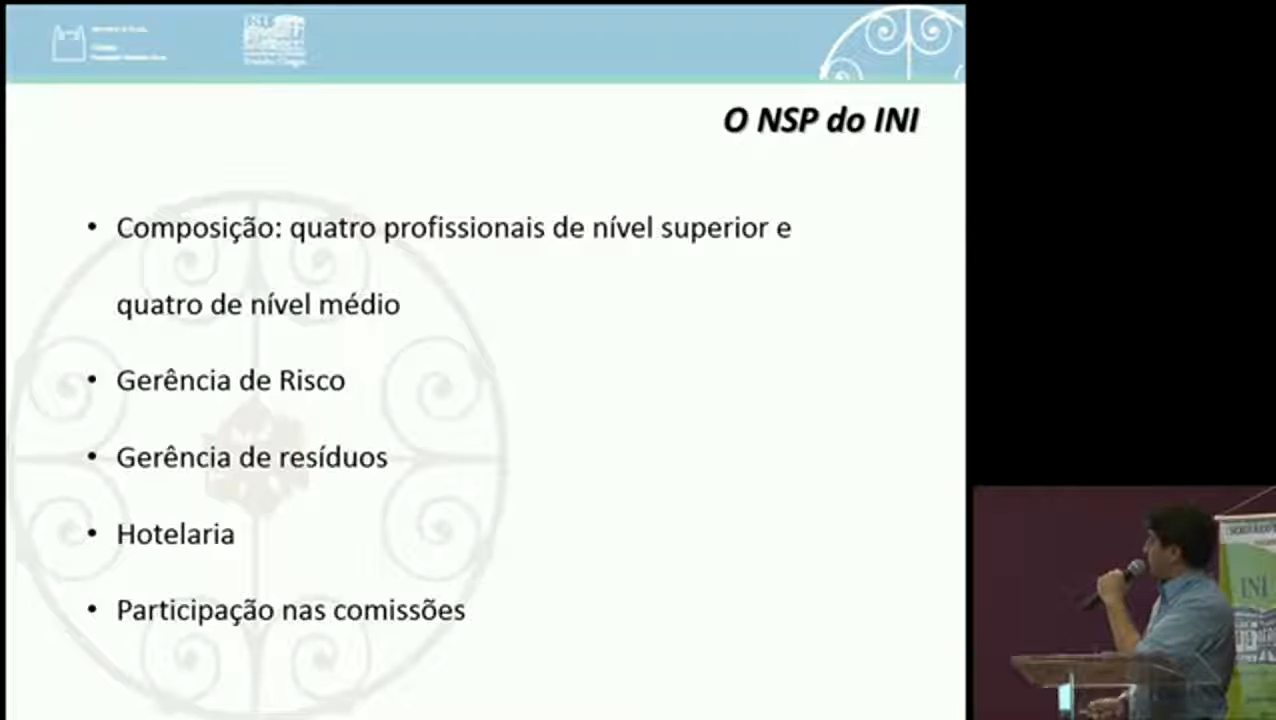 O NSP do INI
• Composição: quatro profissionais de nível superior e
quatro de nível médio
• Gerência de Risco
• Gerência de resíduos
• Hotelaria
• Participação nas comissões
INI